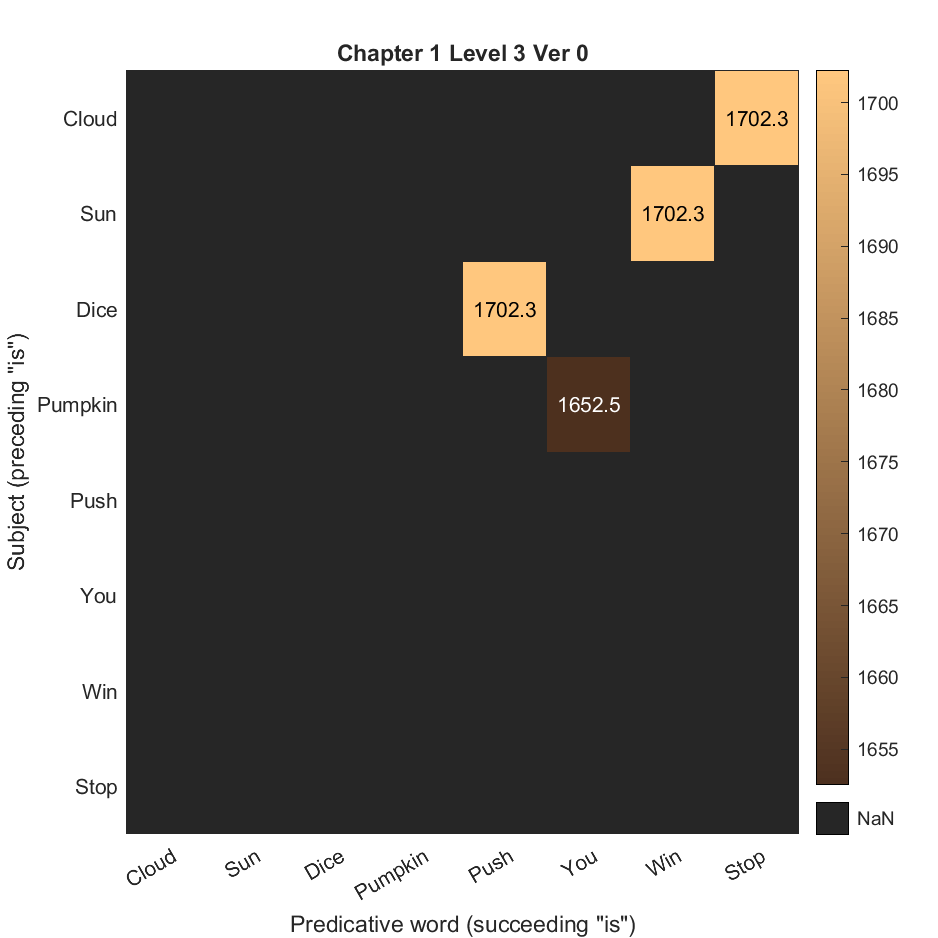 Chapter 1 Level 3 Ver 0
Subject (preceding "is")
Cloud
Sun
Dice
Pumpkin
Push
You
Win
Stop
1702.3
1702.3
1702.3
1652.5
Cloud
Sun
Dice
Pumpkin
Push
You
Win
Stop
Predicative word (succeeding "is")
1700
1695
1690
1685
1680
1675
1670
1665
1660
1655
NaN